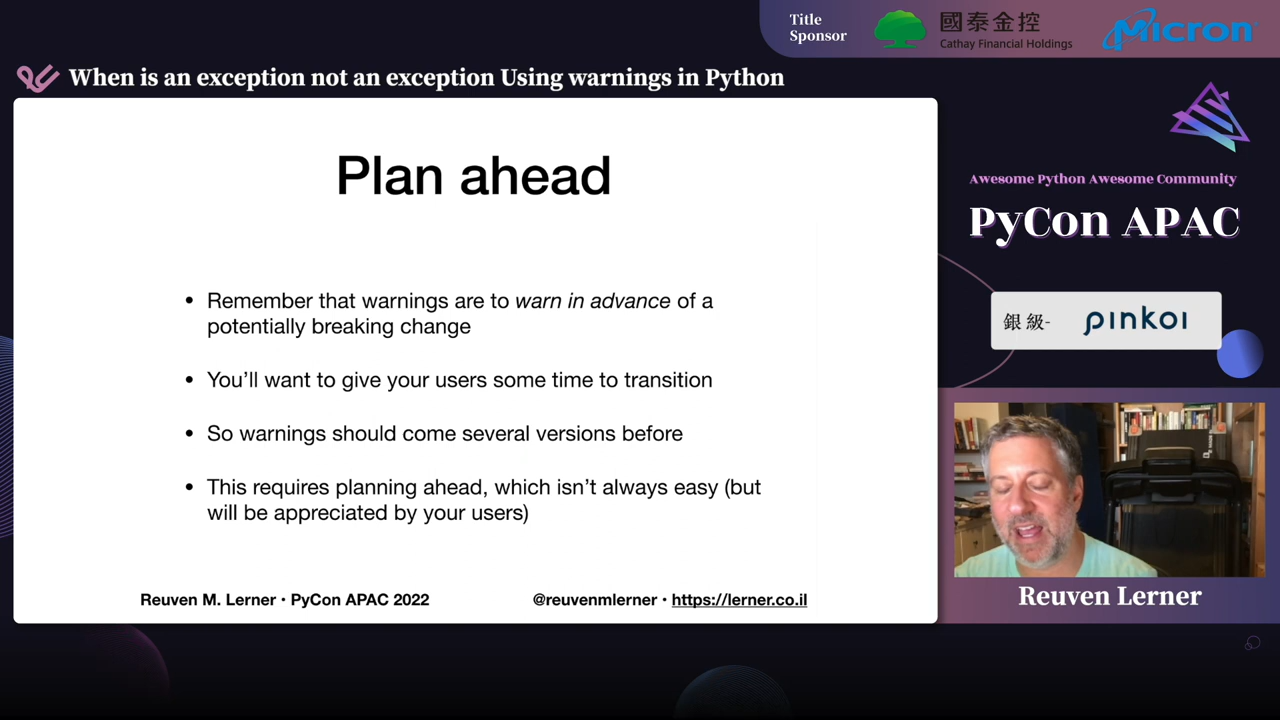 Title
Sponsor
國泰金控
Cathay Financial Holdings
Micron
When is an exception not an exception Using warnings in Python
Plan ahead
• Remember that warnings are to warn in advance of a
potentially breaking change
• You’ll want to give your users some time to transition
• So warnings should come several versions before
• This requires planning ahead, which isn’t always easy (but
will be appreciated by your users)
Reuven M. Lerner • PyCon APAC 2022
@reuvenmlerner • https://lerner.co.il
Awesome Python Awesome Community
PyCon APAC
銀級-
pinkoi
Reuven Lerner